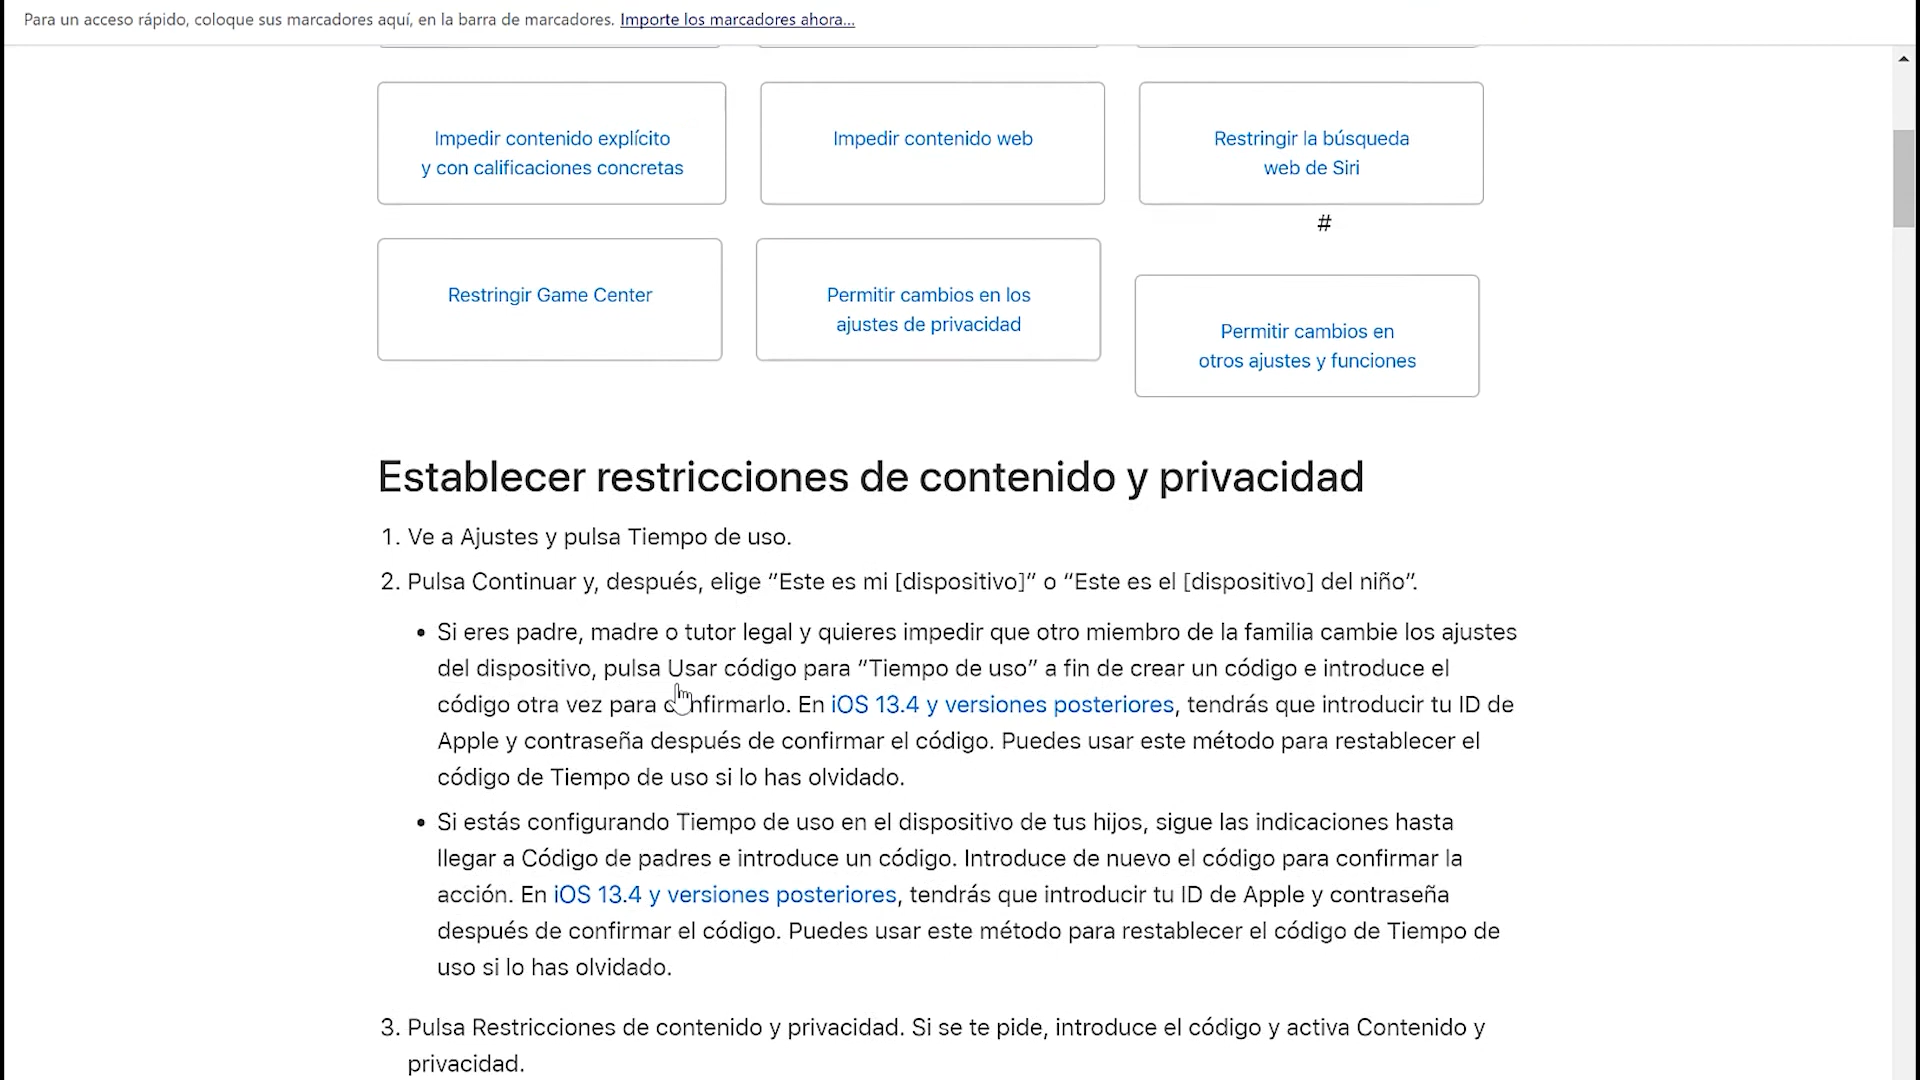 Para un acceso rápido, coloque sus marcadores aquí, en la barra de marcadores. Importe los marcadores ahora...
Impedir contenido explícito
y con calificaciones concretas
Impedir contenido web
Restringir la búsqueda
web de Siri
#
Restringir Game Center
Permitir cambios en los
ajustes de privacidad
Permitir cambios en
otros ajustes y funciones
Establecer restricciones de contenido y privacidad
1. Ve a Ajustes y pulsa Tiempo de uso.
2. Pulsa Continuar y, después, elige “Este es mi [dispositivo]” o “Este es el [dispositivo] del niño”.
• Si eres padre, madre o tutor legal y quieres impedir que otro miembro de la familia cambie los ajustes
del dispositivo, pulsa Usar código para “Tiempo de uso” a fin de crear un código e introduce el
código otra vez para confirmarlo. En iOS 13.4 y versiones posteriores, tendrás que introducir tu ID de
Apple y contraseña después de confirmar el código. Puedes usar este método para restablecer el
código de Tiempo de uso si lo has olvidado.
• Si estás configurando Tiempo de uso en el dispositivo de tus hijos, sigue las indicaciones hasta
llegar a Código de padres e introduce un código. Introduce de nuevo el código para confirmar la
acción. En iOS 13.4 y versiones posteriores, tendrás que introducir tu ID de Apple y contraseña
después de confirmar el código. Puedes usar este método para restablecer el código de Tiempo de
uso si lo has olvidado.
3. Pulsa Restricciones de contenido y privacidad. Si se te pide, introduce el código y activa Contenido y
privacidad.